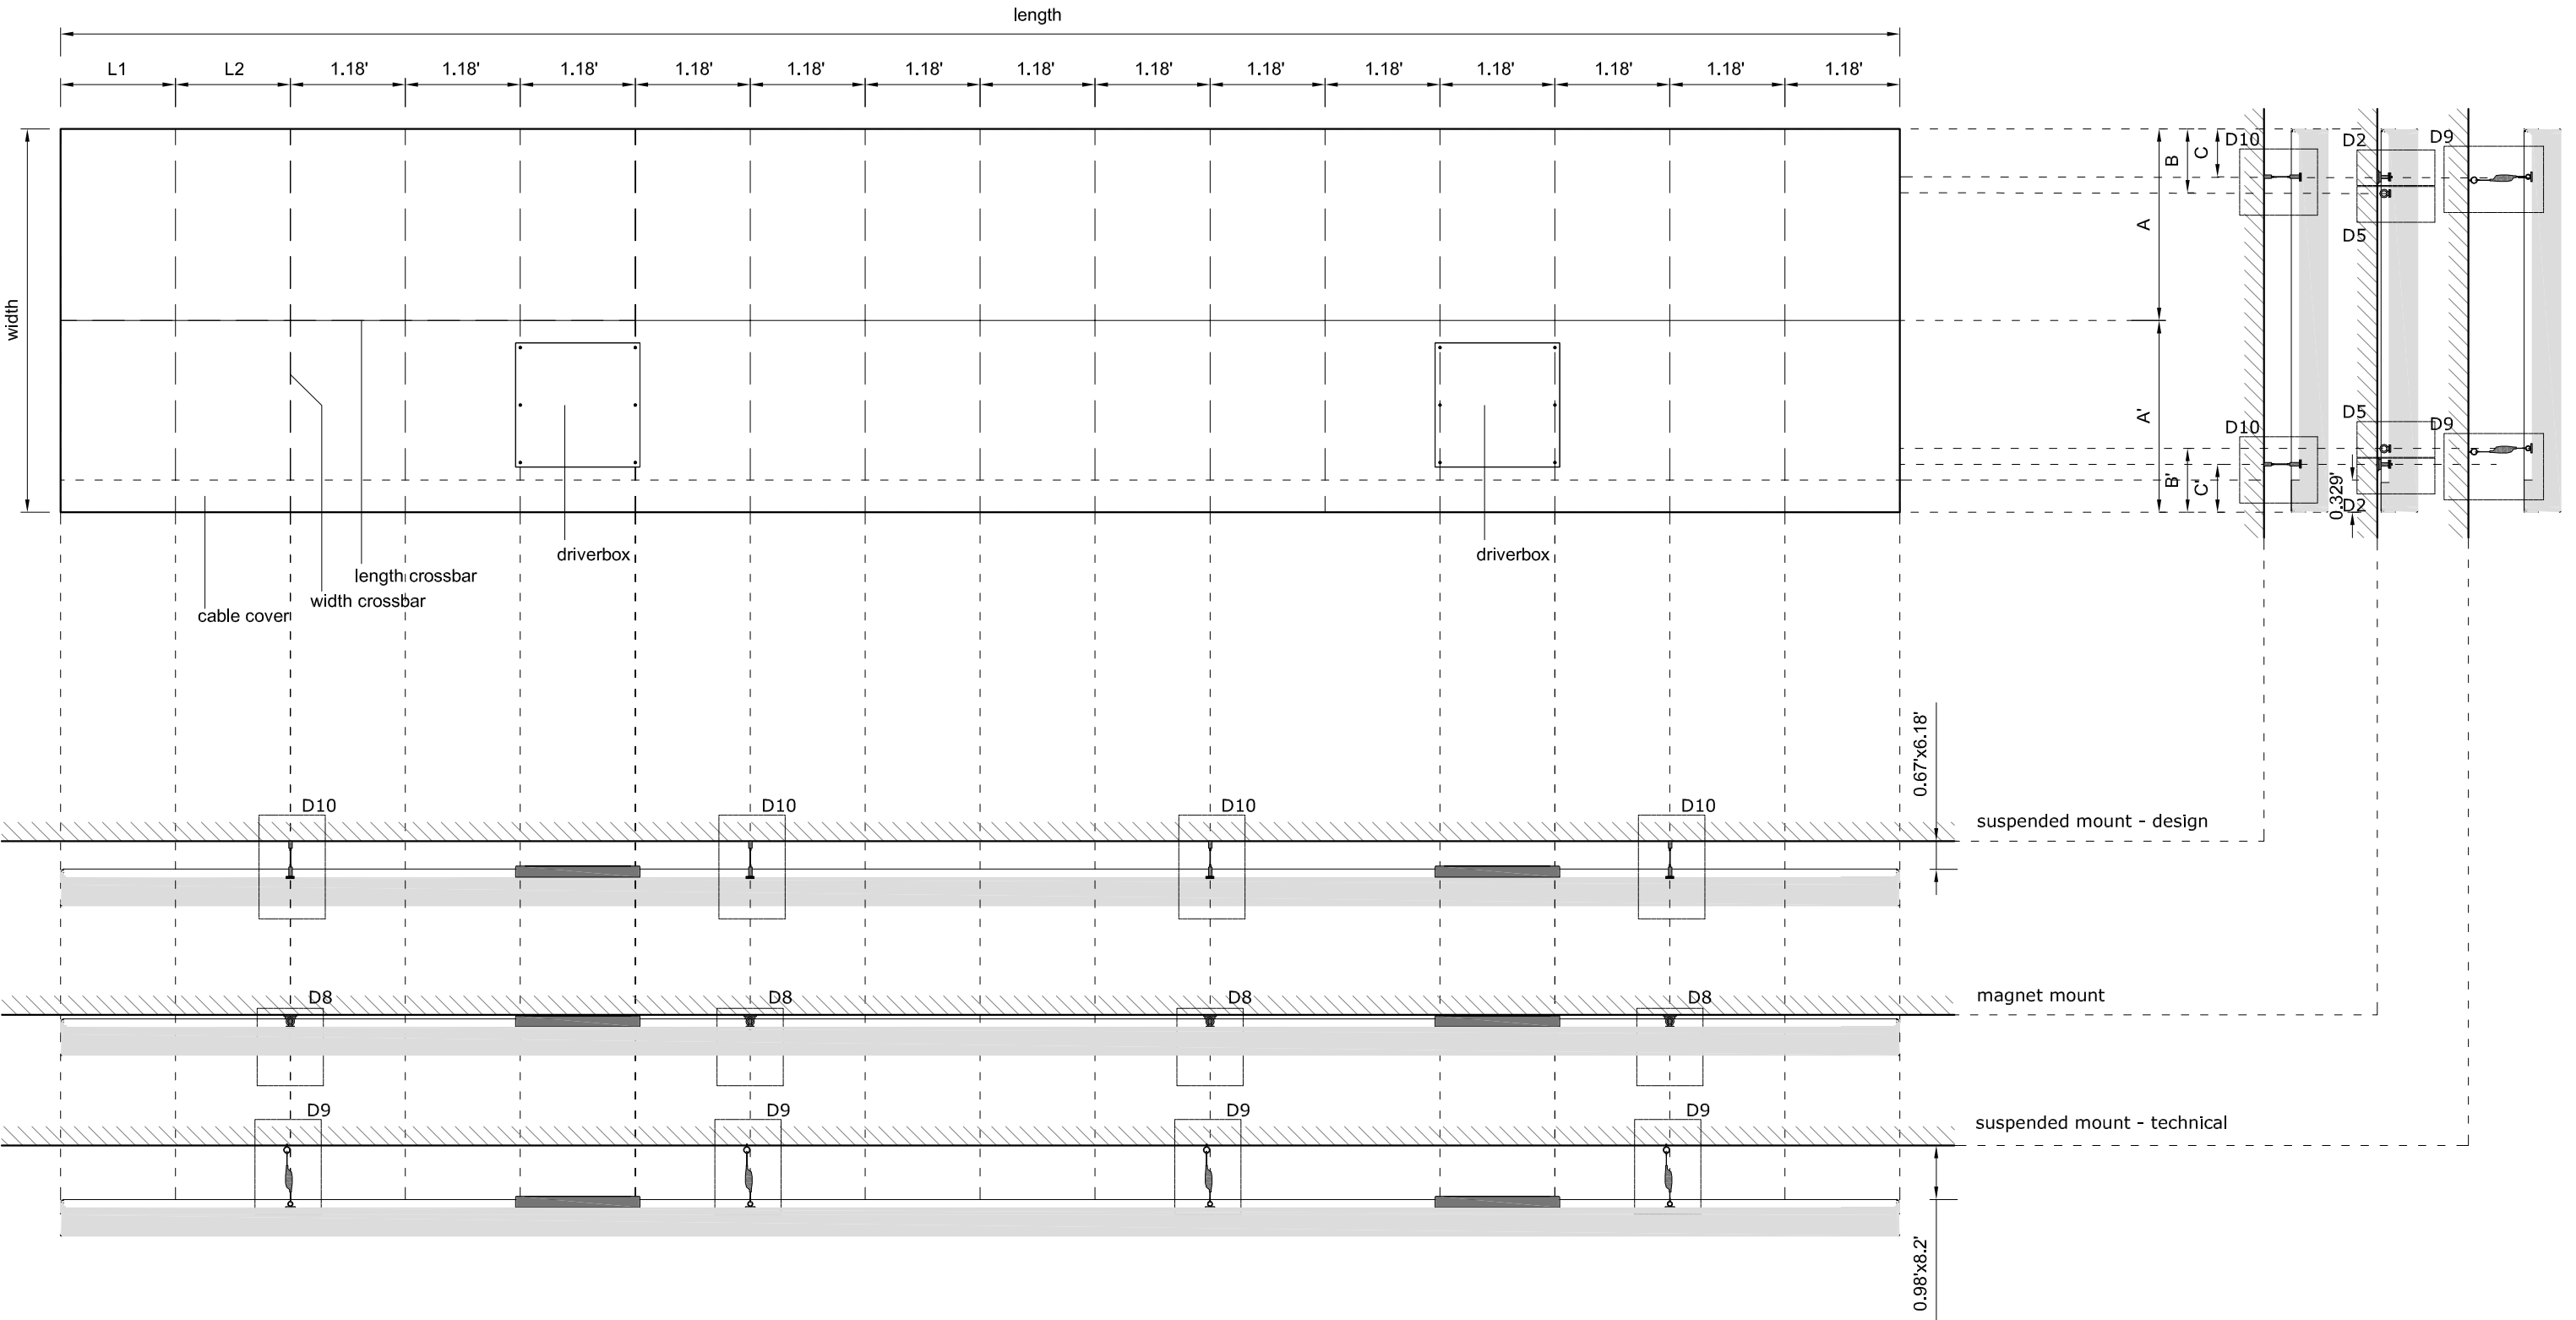 length
L1 L2 1.18' 1.18' 1.18' 1.18' 1.18' 1.18' 1.18' 1.18' 1.18' 1.18' 1.18' 1.18' 1.18' 1.18'
width
D10 D2 D9
B C
A
D5
A'
D5
D10 D9
B' C' 0.329' D2
driverbox driverbox
length crossbar
width crossbar
cable cover
0.67'x6.18'
D10 D10 D10 D10
suspended mount - design
D8 D8 D8 D8
magnet mount
D9 D9 D9 D9
suspended mount - technical
0.98'x8.2'